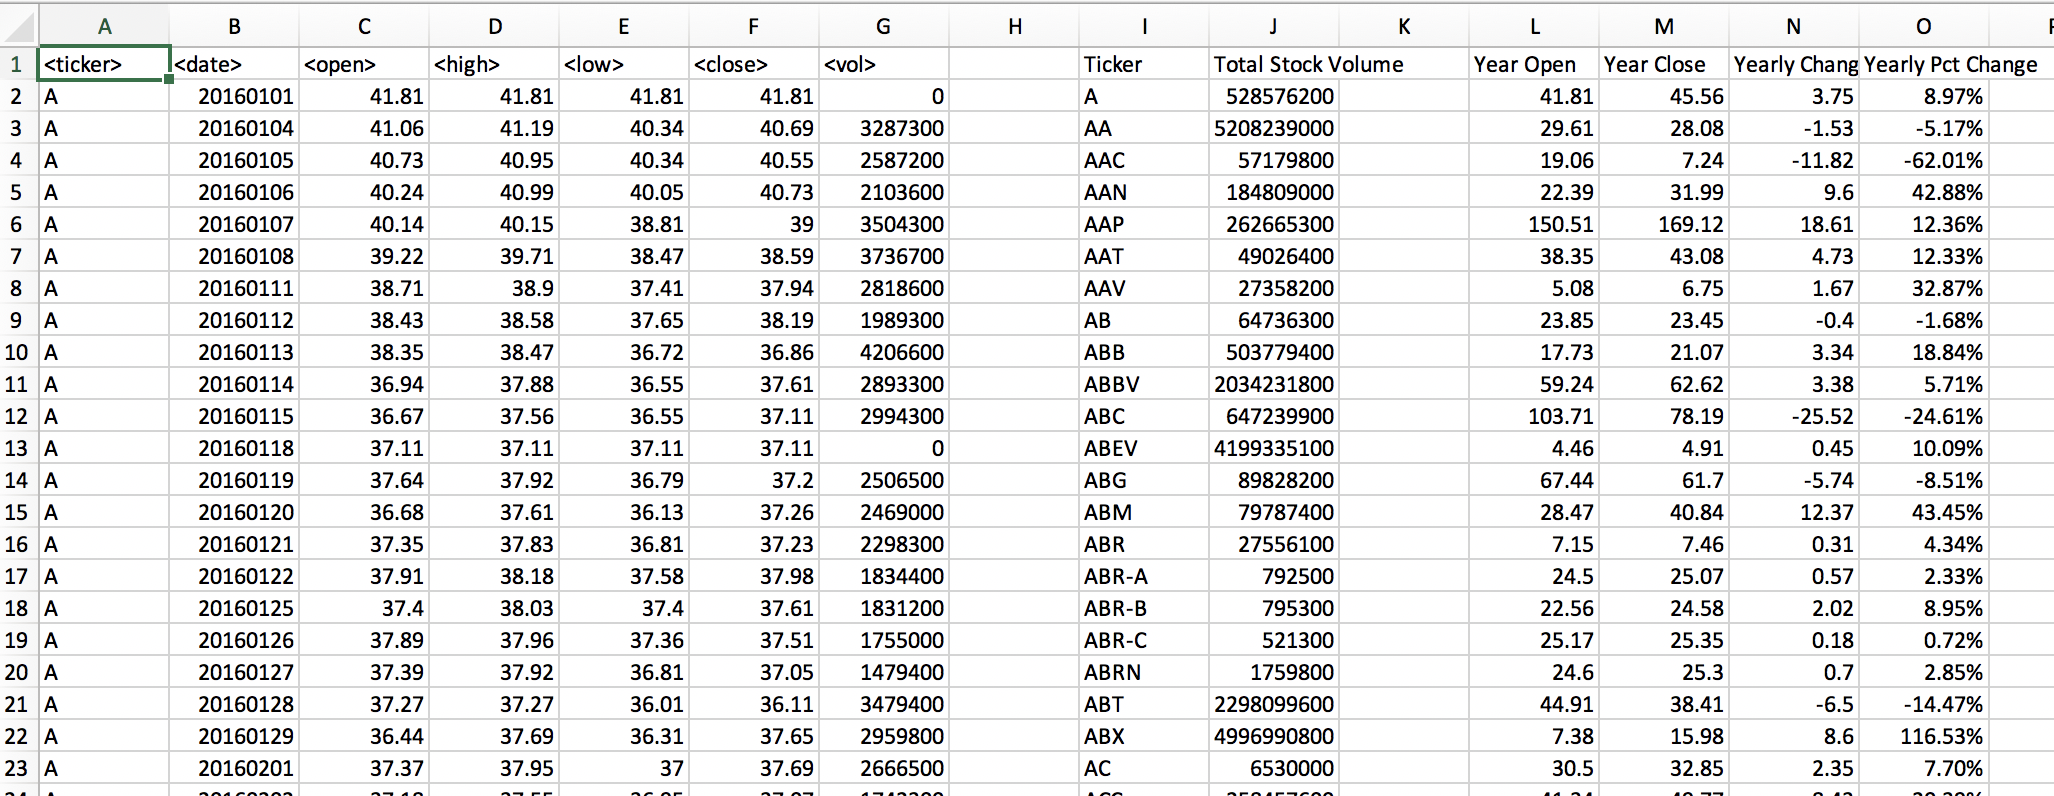 A B C D E F G H I J K L M N O
1 <ticker> <date> <open> <high> <low> <close> <vol> Ticker Total Stock Volume Year Open Year Close Yearly Chang Yearly Pct Change
2 A 20160101 41.81 41.81 41.81 41.81 0 A 528576200 41.81 45.56 3.75 8.97%
3 A 20160104 41.06 41.19 40.34 40.69 3287300 AA 5208239000 29.61 28.08 -1.53 -5.17%
4 A 20160105 40.73 40.95 40.34 40.55 2587200 AAC 57179800 19.06 7.24 -11.82 -62.01%
5 A 20160106 40.24 40.99 40.05 40.73 2103600 AAN 184809000 22.39 31.99 9.6 42.88%
6 A 20160107 40.14 40.15 38.81 39 3504300 AAP 262665300 150.51 169.12 18.61 12.36%
7 A 20160108 39.22 39.71 38.47 38.59 3736700 AAT 49026400 38.35 43.08 4.73 12.33%
8 A 20160111 38.71 38.9 37.41 37.94 2818600 AAV 27358200 5.08 6.75 1.67 32.87%
9 A 20160112 38.43 38.58 37.65 38.19 1989300 AB 64736300 23.85 23.45 -0.4 -1.68%
10 A 20160113 38.35 38.47 36.72 36.86 4206600 ABB 503779400 17.73 21.07 3.34 18.84%
11 A 20160114 36.94 37.88 36.55 37.61 2893300 ABBV 2034231800 59.24 62.62 3.38 5.71%
12 A 20160115 36.67 37.56 36.55 37.11 2994300 ABC 647239900 103.71 78.19 -25.52 -24.61%
13 A 20160118 37.11 37.11 37.11 37.11 0 ABEV 4199335100 4.46 4.91 0.45 10.09%
14 A 20160119 37.64 37.92 36.79 37.2 2506500 ABG 89828200 67.44 61.7 -5.74 -8.51%
15 A 20160120 36.68 37.61 36.13 37.26 2469000 ABM 79787400 28.47 40.84 12.37 43.45%
16 A 20160121 37.35 37.83 36.81 37.23 2298300 ABR 27556100 7.15 7.46 0.31 4.34%
17 A 20160122 37.91 38.18 37.58 37.98 1834400 ABR-A 792500 24.5 25.07 0.57 2.33%
18 A 20160125 37.4 38.03 37.4 37.61 1831200 ABR-B 795300 22.56 24.58 2.02 8.95%
19 A 20160126 37.89 37.96 37.36 37.51 1755000 ABR-C 521300 25.17 25.35 0.18 0.72%
20 A 20160127 37.39 37.92 36.81 37.05 1479400 ABRN 1759800 24.6 25.3 0.7 2.85%
21 A 20160128 37.27 37.27 36.01 36.11 3479400 ABT 2298099600 44.91 38.41 -6.5 -14.47%
22 A 20160129 36.44 37.69 36.31 37.65 2959800 ABX 4996990800 7.38 15.98 8.6 116.53%
23 A 20160201 37.37 37.95 37 37.69 2666500 AC 6530000 30.5 32.85 2.35 7.70%